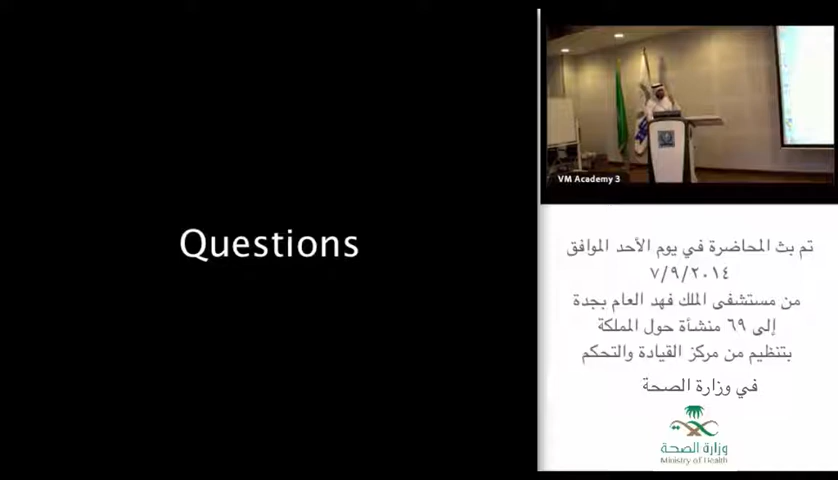 Questions
VM Academy 3
تم بث المحاضرة في يوم الأحد الموافق
٧/٩/٢٠١٤
من مستشفى الملك فهد العام بجدة
إلى ٦٩ منشأة حول المملكة
بتنظيم من مركز القيادة والتحكم
في وزارة الصحة
وزارة الصحة
Ministry of Health